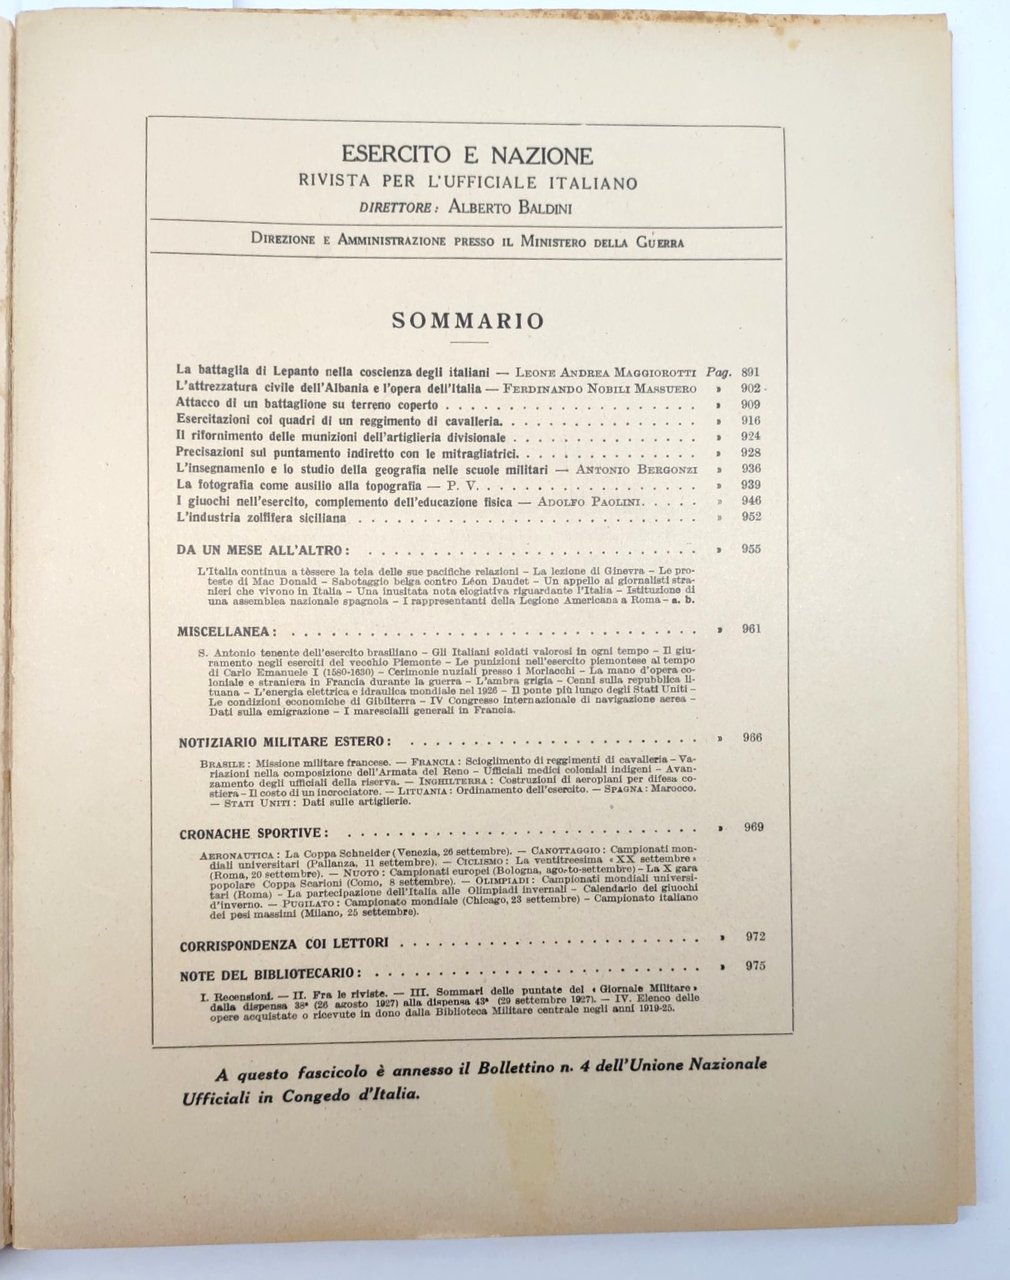 ESERCITO E NAZIONE
RIVISTA PER L'UFFICIALE ITALIANO
DIRETTORE: ALBERTO BALDINI
DIREZIONE E AMMINISTRAZIONE PRESSO IL MINISTERO DELLA GUERRA
SOMMARIO
La battaglia di Lepanto nella coscienza degli italiani — LEONE ANDREA MAGGIOROTTI Pag. 891
L'attrezzatura civile dell'Albania e l'opera dell'Italia — FERDINANDO NOBILI MASSUERO » 902
Attacco di un battaglione su terreno coperto . . . . . . . . . . . . . . . . . . . . . » 909
Esercitazioni coi quadri di un reggimento di cavalleria. . . . . . . . . . . . . . . . . » 916
Il rifornimento delle munizioni dell'artiglieria divisionale . . . . . . . . . . . . . . . » 924
Precisazioni sul puntamento indiretto con le mitragliatrici. . . . . . . . . . . . . . . » 928
L'insegnamento e lo studio della geografia nelle scuole militari — ANTONIO BERGONZI » 936
La fotografia come ausilio alla topografia — P. V. . . . . . . . . . . . . . . . . . . » 939
I giuochi nell'esercito, complemento dell'educazione fisica — ADOLFO PAOLINI. . . . . » 946
L'industria zolfifera siciliana . . . . . . . . . . . . . . . . . . . . . . . . . . . . » 952
DA UN MESE ALL'ALTRO: . . . . . . . . . . . . . . . . . . . . . . . . . . . » 955
L'Italia continua a tèssere la tela delle sue pacifiche relazioni – La lezione di Ginevra – Le pro-
teste di Mac Donald – Sabotaggio belga contro Léon Daudet – Un appello ai giornalisti stra-
nieri che vivono in Italia – Una inusitata nota elogiativa riguardante l'Italia – Istituzione di
una assemblea nazionale spagnola – I rappresentanti della Legione Americana a Roma – a. b.
MISCELLANEA: . . . . . . . . . . . . . . . . . . . . . . . . . . . . . . . . . » 961
S. Antonio tenente dell'esercito brasiliano – Gli Italiani soldati valorosi in ogni tempo – Il giu-
ramento negli eserciti del vecchio Piemonte – Le punizioni nell'esercito piemontese al tempo
di Carlo Emanuele I (1580-1630) – Cerimonie nuziali presso i Morlacchi – La mano d'opera co-
loniale e straniera in Francia durante la guerra – L'ambra grigia – Cenni sulla repubblica li-
tuana – L'energia elettrica e idraulica mondiale nel 1926 – Il ponte più lungo degli Stati Uniti –
Le condizioni economiche di Gibilterra – IV Congresso internazionale di navigazione aerea –
Dati sulla emigrazione – I marescialli generali in Francia.
NOTIZIARIO MILITARE ESTERO: . . . . . . . . . . . . . . . . . . . . . . . . » 966
BRASILE: Missione militare francese. — FRANCIA: Scioglimento di reggimenti di cavalleria – Va-
riazioni nella composizione dell'Armata del Reno – Ufficiali medici coloniali indigeni – Avan-
zamento degli ufficiali della riserva. — INGHILTERRA: Costruzioni di aeroplani per difesa co-
stiera – Il costo di un incrociatore. — LITUANIA: Ordinamento dell'esercito. — SPAGNA: Marocco.
— STATI UNITI: Dati sulle artiglierie.
CRONACHE SPORTIVE: . . . . . . . . . . . . . . . . . . . . . . . . . . . . . » 969
AERONAUTICA: La Coppa Schneider (Venezia, 26 settembre). — CANOTTAGGIO: Campionati mon-
diali universitari (Pallanza, 11 settembre). — CICLISMO: La ventitreesima « XX settembre »
(Roma, 20 settembre). — NUOTO: Campionati europei (Bologna, agosto-settembre) – La X gara
popolare Coppa Scarioni (Como, 8 settembre). — OLIMPIADI: Campionati mondiali universi-
tari (Roma) – La partecipazione dell'Italia alle Olimpiadi invernali – Calendario dei giuochi
d'inverno. — PUGILATO: Campionato mondiale (Chicago, 23 settembre) – Campionato italiano
dei pesi massimi (Milano, 25 settembre).
CORRISPONDENZA COI LETTORI . . . . . . . . . . . . . . . . . . . . . . . . » 972
NOTE DEL BIBLIOTECARIO: . . . . . . . . . . . . . . . . . . . . . . . . . . » 975
I. Recensioni. — II. Fra le riviste. — III. Sommari delle puntate del « Giornale Militare »
dalla dispensa 38ª (26 agosto 1927) alla dispensa 43ª (29 settembre 1927). — IV. Elenco delle
opere acquistate o ricevute in dono dalla Biblioteca Militare centrale negli anni 1919-25.
A questo fascicolo è annesso il Bollettino n. 4 dell'Unione Nazionale
Ufficiali in Congedo d'Italia.